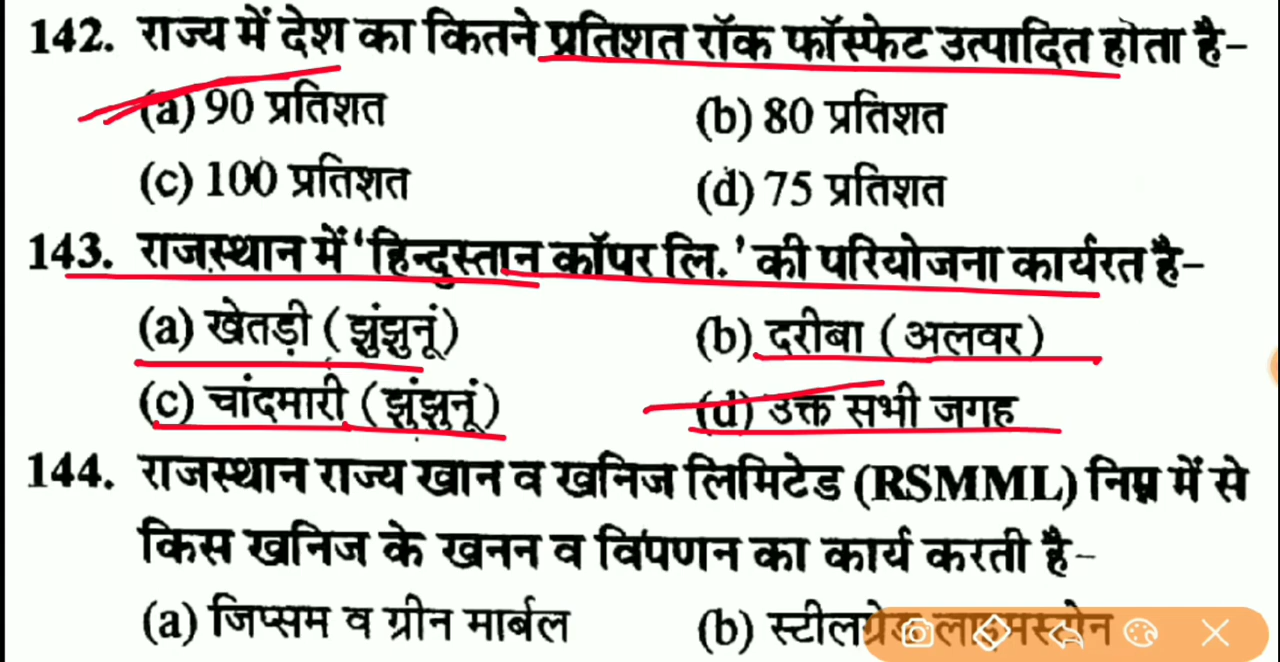 142. राज्य में देश का कितने प्रतिशत रॉक फॉस्फेट उत्पादित होता है–
(a) 90 प्रतिशत (b) 80 प्रतिशत
(c) 100 प्रतिशत (d) 75 प्रतिशत
143. राजस्थान में ‘हिन्दुस्तान कॉपर लि.’ की परियोजना कार्यरत है–
(a) खेतड़ी (झुंझुनूं) (b) दरीबा (अलवर)
(c) चांदमारी (झुंझुनूं) (d) उक्त सभी जगह
144. राजस्थान राज्य खान व खनिज लिमिटेड (RSMML) निम्न में से
किस खनिज के खनन व विपणन का कार्य करती है–
(a) जिप्सम व ग्रीन मार्बल (b) स्टीलग्रेड लाइमस्टोन